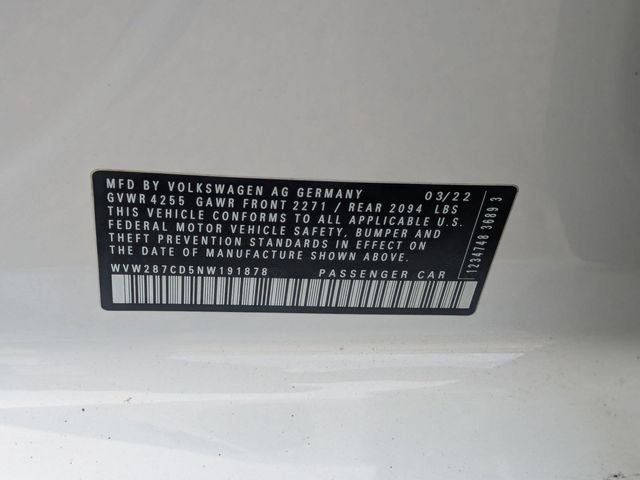 MFD BY VOLKSWAGEN AG GERMANY 03/22
GVWR 4255 GAWR FRONT 2271 / REAR 2094 LBS
THIS VEHICLE CONFORMS TO ALL APPLICABLE U.S.
FEDERAL MOTOR VEHICLE SAFETY, BUMPER AND
THEFT PREVENTION STANDARDS IN EFFECT ON
THE DATE OF MANUFACTURE SHOWN ABOVE.
WVW287CD5NW191878 PASSENGER CAR
1234748 3689 3